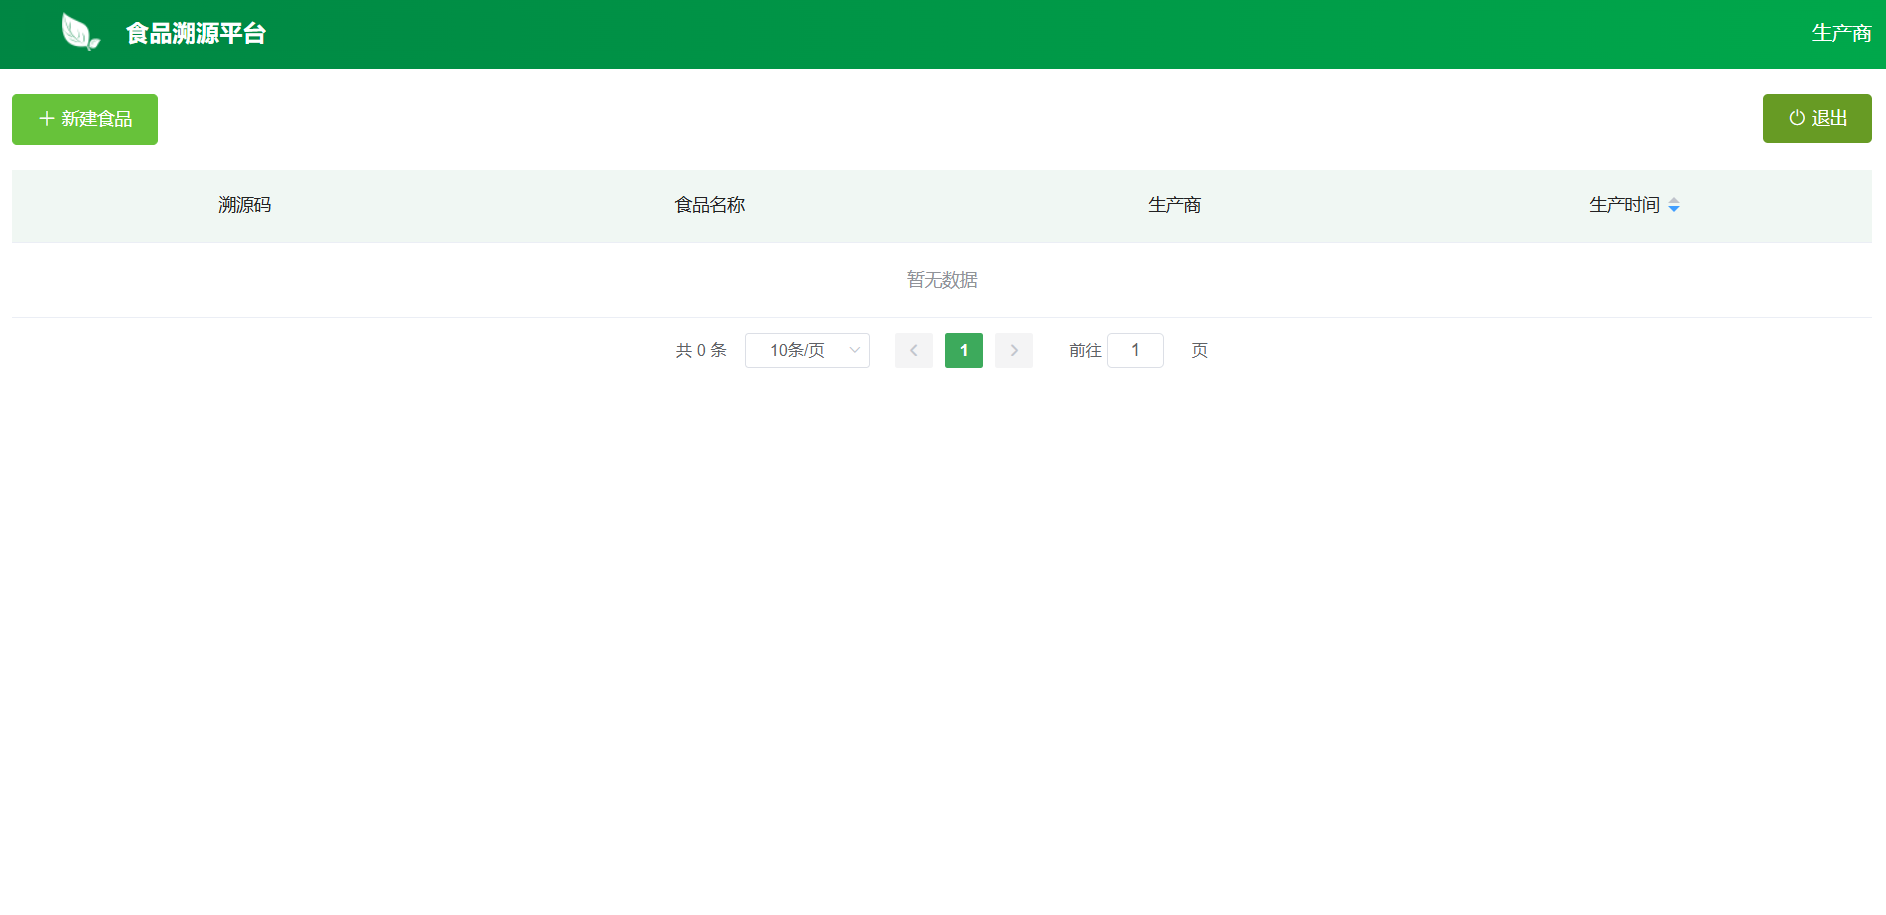 食品溯源平台
生产商
新建食品
退出
溯源码 食品名称 生产商 生产时间
暂无数据
共 0 条 10条/页 1 前往 1 页